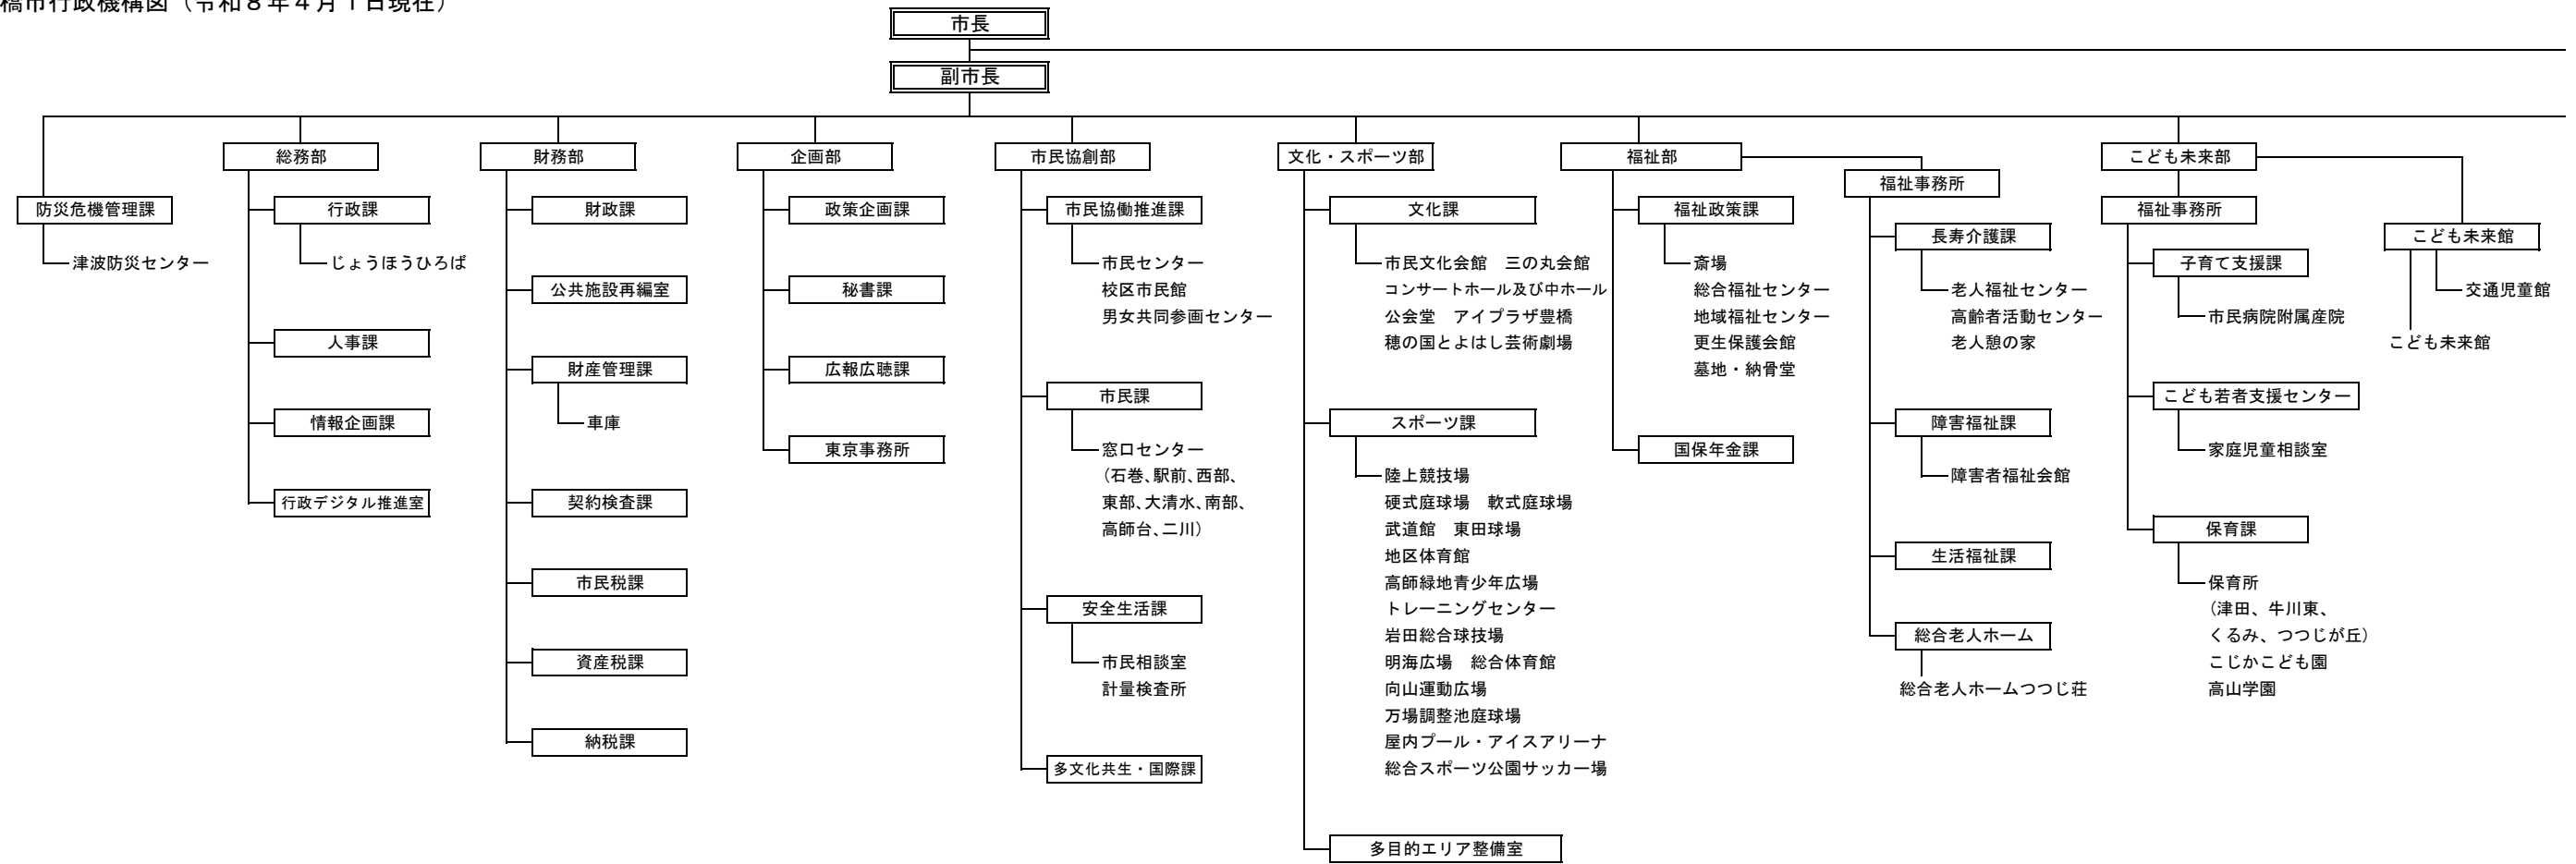 橋市行政機構図（令和８年４月１日現在）
市長
副市長
防災危機管理課
津波防災センター
総務部
行政課
じょうほうひろば
人事課
情報企画課
行政デジタル推進室
財務部
財政課
公共施設再編室
財産管理課
車庫
契約検査課
市民税課
資産税課
納税課
企画部
政策企画課
秘書課
広報広聴課
東京事務所
市民協創部
市民協働推進課
市民センター
校区市民館
男女共同参画センター
市民課
窓口センター
（石巻、駅前、西部、
東部、大清水、南部、
高師台、二川）
安全生活課
市民相談室
計量検査所
多文化共生・国際課
文化・スポーツ部
文化課
市民文化会館　三の丸会館
コンサートホール及び中ホール
公会堂　アイプラザ豊橋
穂の国とよはし芸術劇場
スポーツ課
陸上競技場
硬式庭球場　軟式庭球場
武道館　東田球場
地区体育館
高師緑地青少年広場
トレーニングセンター
岩田総合球技場
明海広場　総合体育館
向山運動広場
万場調整池庭球場
屋内プール・アイスアリーナ
総合スポーツ公園サッカー場
多目的エリア整備室
福祉部
福祉政策課
斎場
総合福祉センター
地域福祉センター
更生保護会館
墓地・納骨堂
国保年金課
福祉事務所
長寿介護課
老人福祉センター
高齢者活動センター
老人憩の家
障害福祉課
障害者福祉会館
生活福祉課
総合老人ホーム
総合老人ホームつつじ荘
こども未来部
福祉事務所
子育て支援課
市民病院附属産院
こども若者支援センター
家庭児童相談室
保育課
保育所
（津田、牛川東、
くるみ、つつじが丘）
こじかこども園
高山学園
こども未来館
交通児童館
こども未来館